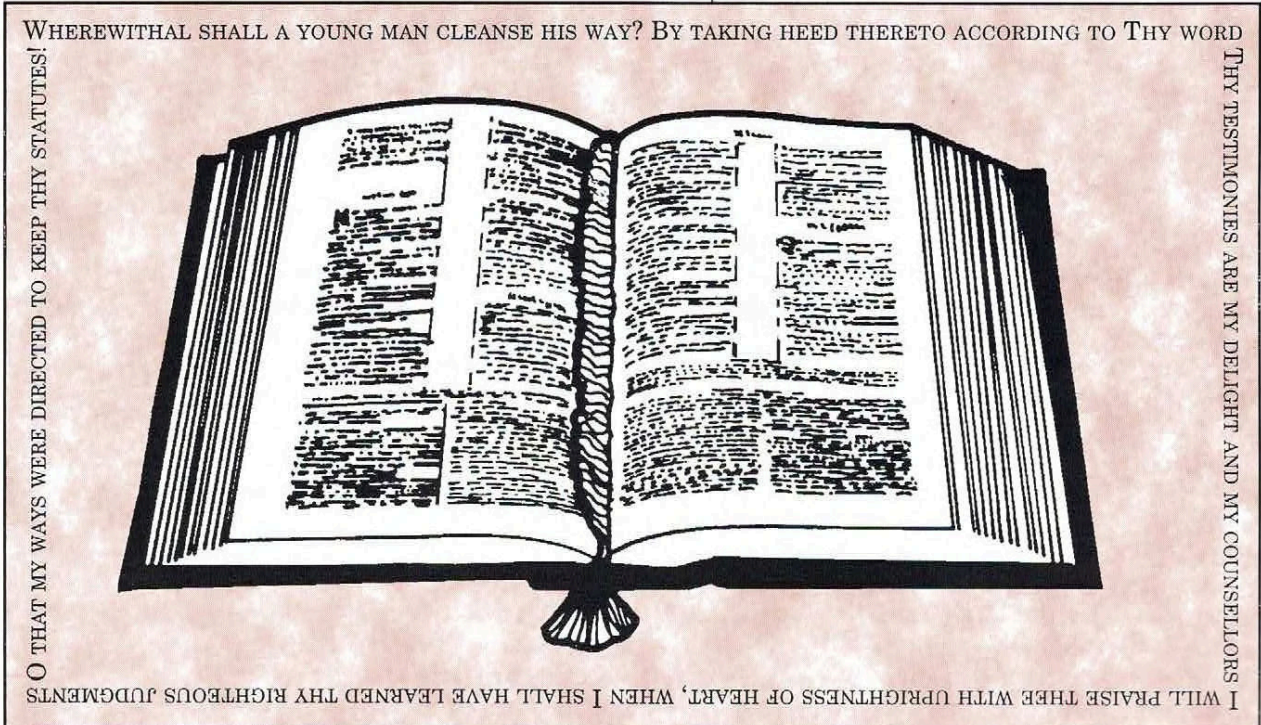 Wherewithal shall a young man cleanse his way? By taking heed thereto according to Thy word
Thy testimonies are my delight and my counsellors
I will praise thee with uprightness of heart, when I shall have learned thy righteous judgments
O that my ways were directed to keep thy statutes!